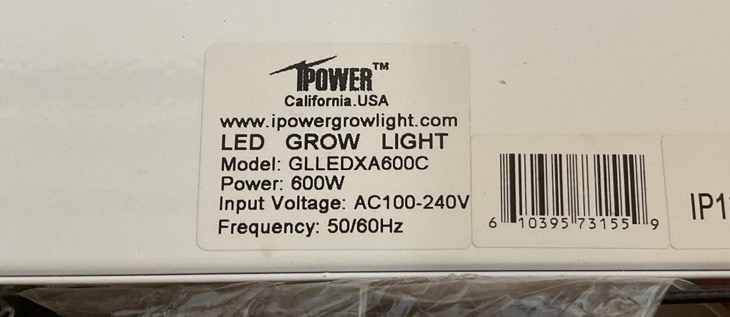 iPOWER™
California.USA
www.ipowergrowlight.com
LED GROW LIGHT
Model: GLLEDXA600C
Power: 600W
Input Voltage: AC100-240V
Frequency: 50/60Hz
6 10395 73155 9